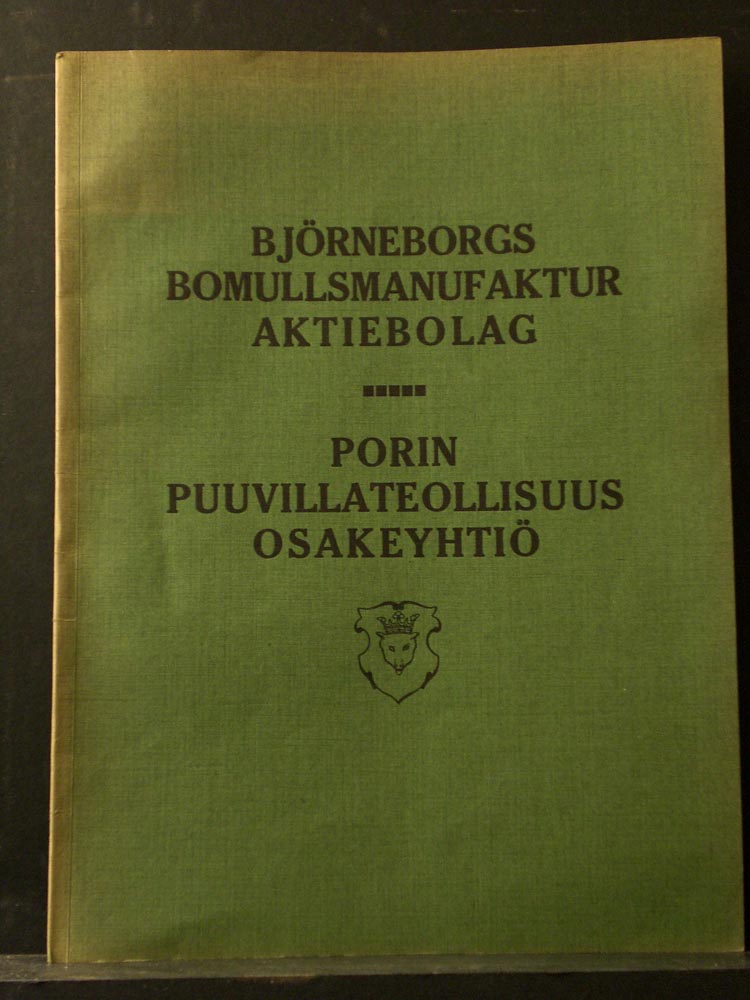 BJÖRNEBORGS
BOMULLSMANUFAKTUR
AKTIEBOLAG
PORIN
PUUVILLATEOLLISUUS
OSAKEYHTIÖ